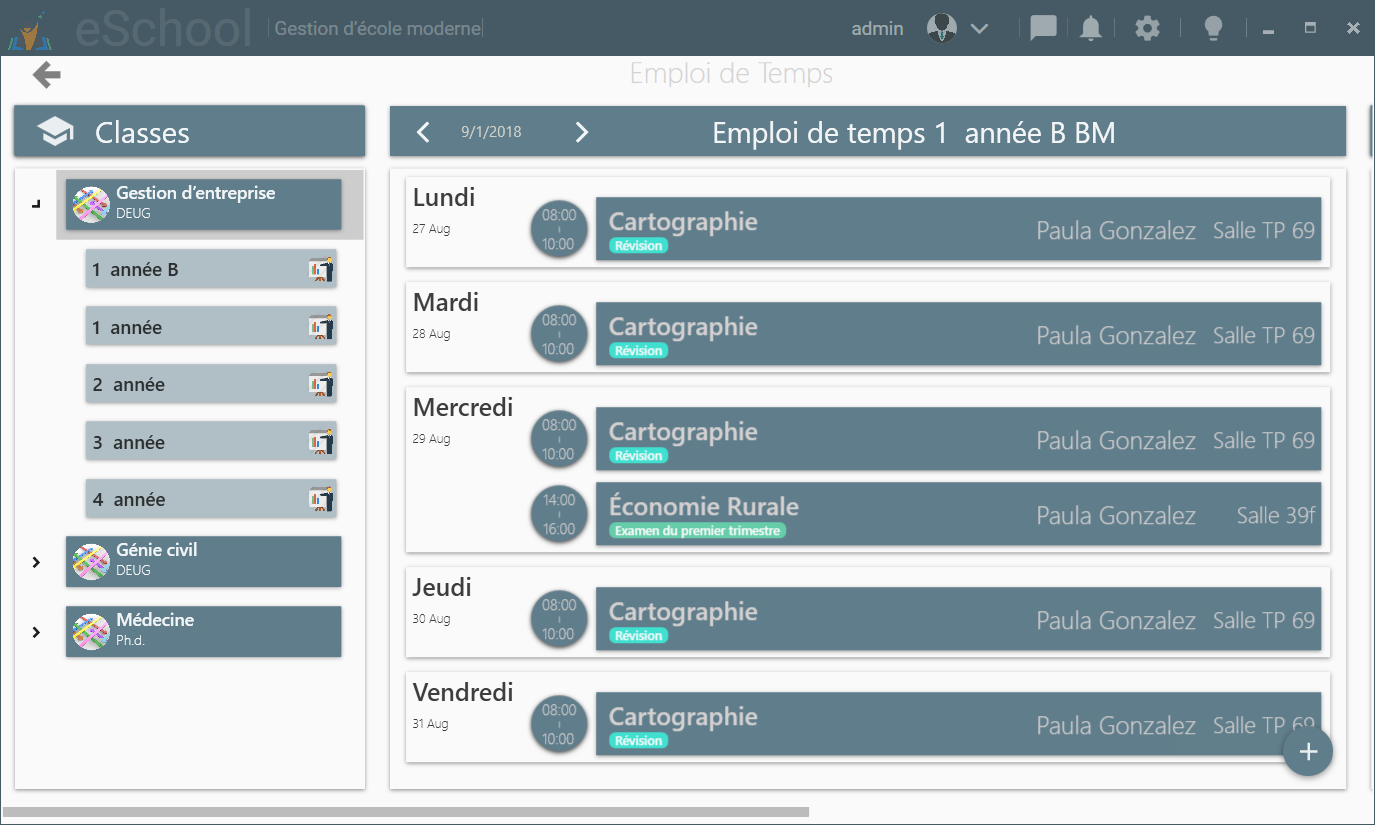 eSchool
Gestion d'école moderne
admin
Emploi de Temps
Classes
Gestion d'entreprise
DEUG
1 année B
1 année
2 année
3 année
4 année
Génie civil
DEUG
Médecine
Ph.d.
9/1/2018
Emploi de temps 1 année B BM
Lundi
27 Aug
08:00
10:00
Cartographie
Révision
Paula Gonzalez Salle TP 69
Mardi
28 Aug
08:00
10:00
Cartographie
Révision
Paula Gonzalez Salle TP 69
Mercredi
29 Aug
08:00
10:00
Cartographie
Révision
Paula Gonzalez Salle TP 69
14:00
16:00
Économie Rurale
Examen du premier trimestre
Paula Gonzalez Salle 39f
Jeudi
30 Aug
08:00
10:00
Cartographie
Révision
Paula Gonzalez Salle TP 69
Vendredi
31 Aug
08:00
10:00
Cartographie
Révision
Paula Gonzalez Salle TP 69